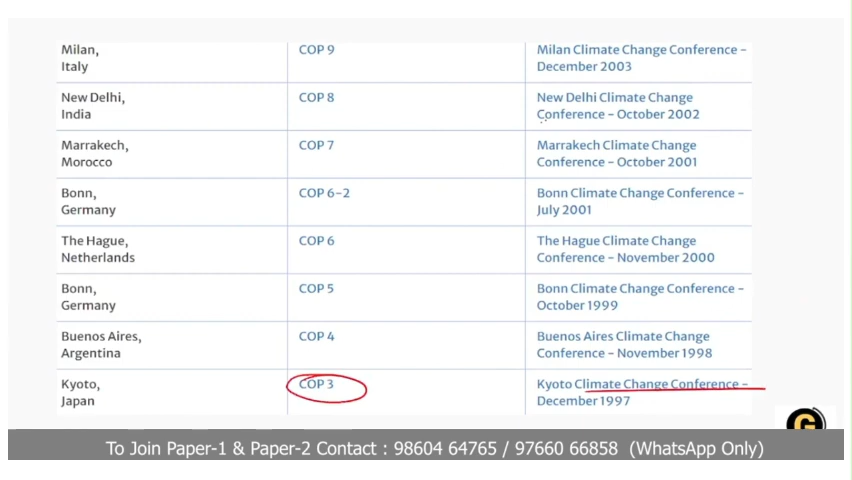 Milan, COP 9 Milan Climate Change Conference –
Italy December 2003
New Delhi, COP 8 New Delhi Climate Change
India Conference – October 2002
Marrakech, COP 7 Marrakech Climate Change
Morocco Conference – October 2001
Bonn, COP 6-2 Bonn Climate Change Conference –
Germany July 2001
The Hague, COP 6 The Hague Climate Change
Netherlands Conference – November 2000
Bonn, COP 5 Bonn Climate Change Conference –
Germany October 1999
Buenos Aires, COP 4 Buenos Aires Climate Change
Argentina Conference – November 1998
Kyoto, COP 3 Kyoto Climate Change Conference –
Japan December 1997
G
To Join Paper-1 & Paper-2 Contact : 98604 64765 / 97660 66858 (WhatsApp Only)